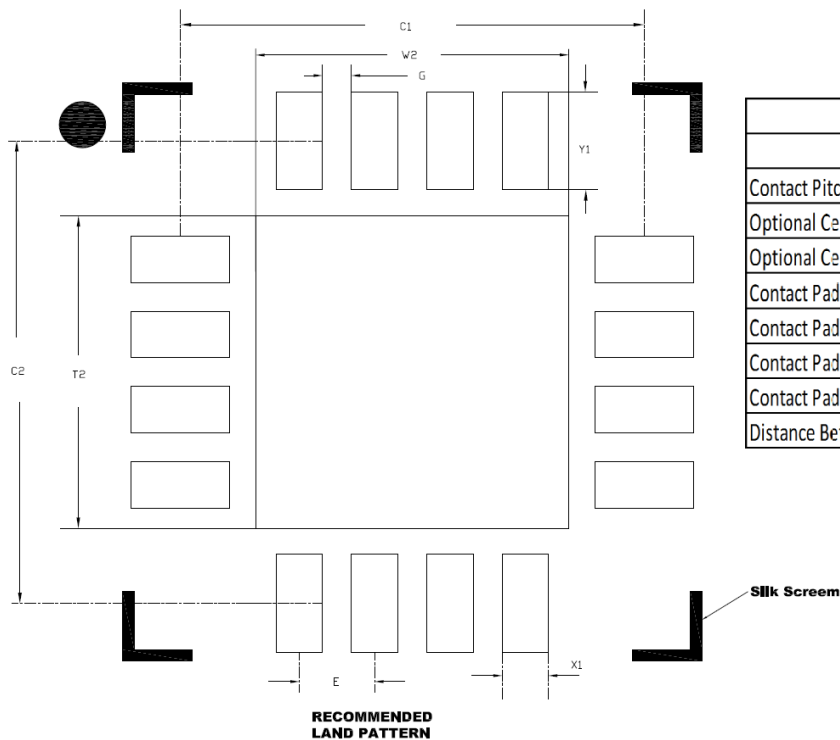 C1
W2
G
Y1
Contact Pitc
Optional Ce
Optional Ce
Contact Pad
Contact Pad
Contact Pad
Contact Pad
Distance Be
C2
T2
Silk Screem
X1
E
RECOMMENDED
LAND PATTERN